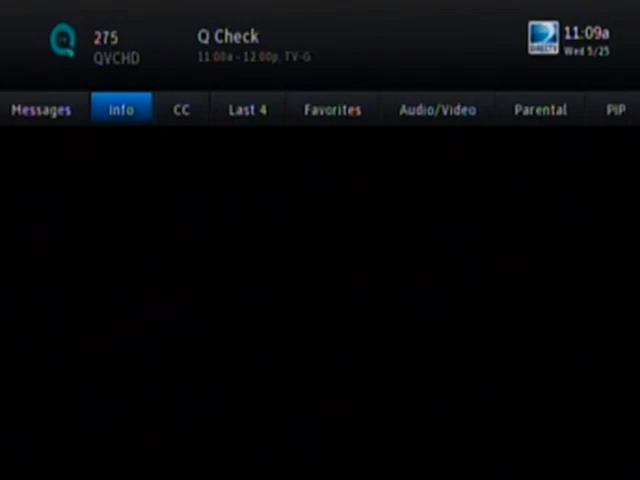 275
QVCHD
Q Check
11:00a - 12:00p, TV-G
DIRECTV
11:09a
Wed 5/25
Messages Info CC Last 4 Favorites Audio/Video Parental PIP